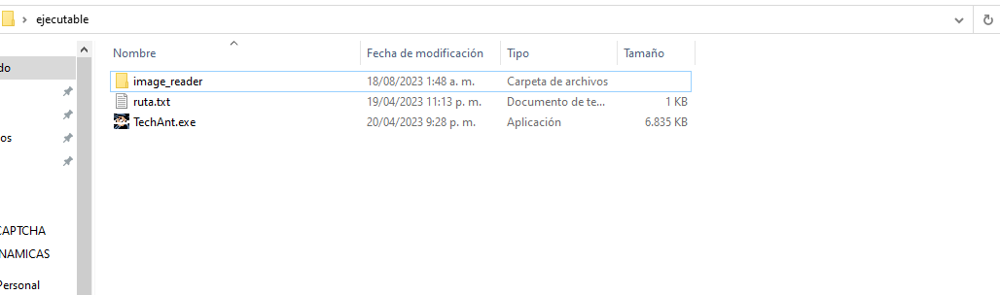 ejecutable
Nombre Fecha de modificación Tipo Tamaño
do
image_reader 18/08/2023 1:48 a. m. Carpeta de archivos
ruta.txt 19/04/2023 11:13 p. m. Documento de te... 1 KB
TechAnt.exe 20/04/2023 9:28 p. m. Aplicación 6.835 KB
os
CAPTCHA
NAMICAS
Personal